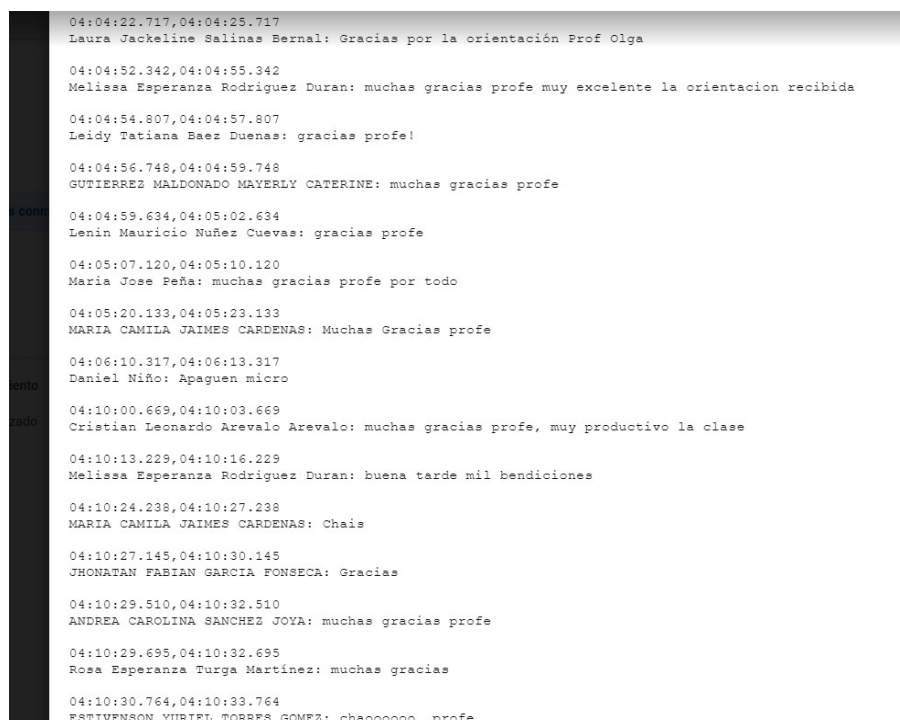 04:04:22.717,04:04:25.717
Laura Jackeline Salinas Bernal: Gracias por la orientación Prof Olga
04:04:52.342,04:04:55.342
Melissa Esperanza Rodriguez Duran: muchas gracias profe muy excelente la orientacion recibida
04:04:54.807,04:04:57.807
Leidy Tatiana Baez Duenas: gracias profe!
04:04:56.748,04:04:59.748
GUTIERREZ MALDONADO MAYERLY CATERINE: muchas gracias profe
04:04:59.634,04:05:02.634
Lenin Mauricio Nuñez Cuevas: gracias profe
04:05:07.120,04:05:10.120
Maria Jose Peña: muchas gracias profe por todo
04:05:20.133,04:05:23.133
MARIA CAMILA JAIMES CARDENAS: Muchas Gracias profe
04:06:10.317,04:06:13.317
Daniel Niño: Apaguen micro
04:10:00.669,04:10:03.669
Cristian Leonardo Arevalo Arevalo: muchas gracias profe, muy productivo la clase
04:10:13.229,04:10:16.229
Melissa Esperanza Rodriguez Duran: buena tarde mil bendiciones
04:10:24.238,04:10:27.238
MARIA CAMILA JAIMES CARDENAS: Chais
04:10:27.145,04:10:30.145
JHONATAN FABIAN GARCIA FONSECA: Gracias
04:10:29.510,04:10:32.510
ANDREA CAROLINA SANCHEZ JOYA: muchas gracias profe
04:10:29.695,04:10:32.695
Rosa Esperanza Turga Martínez: muchas gracias
04:10:30.764,04:10:33.764
ESTIVENSON YURIEL TORRES GOMEZ: chaoooooo profe